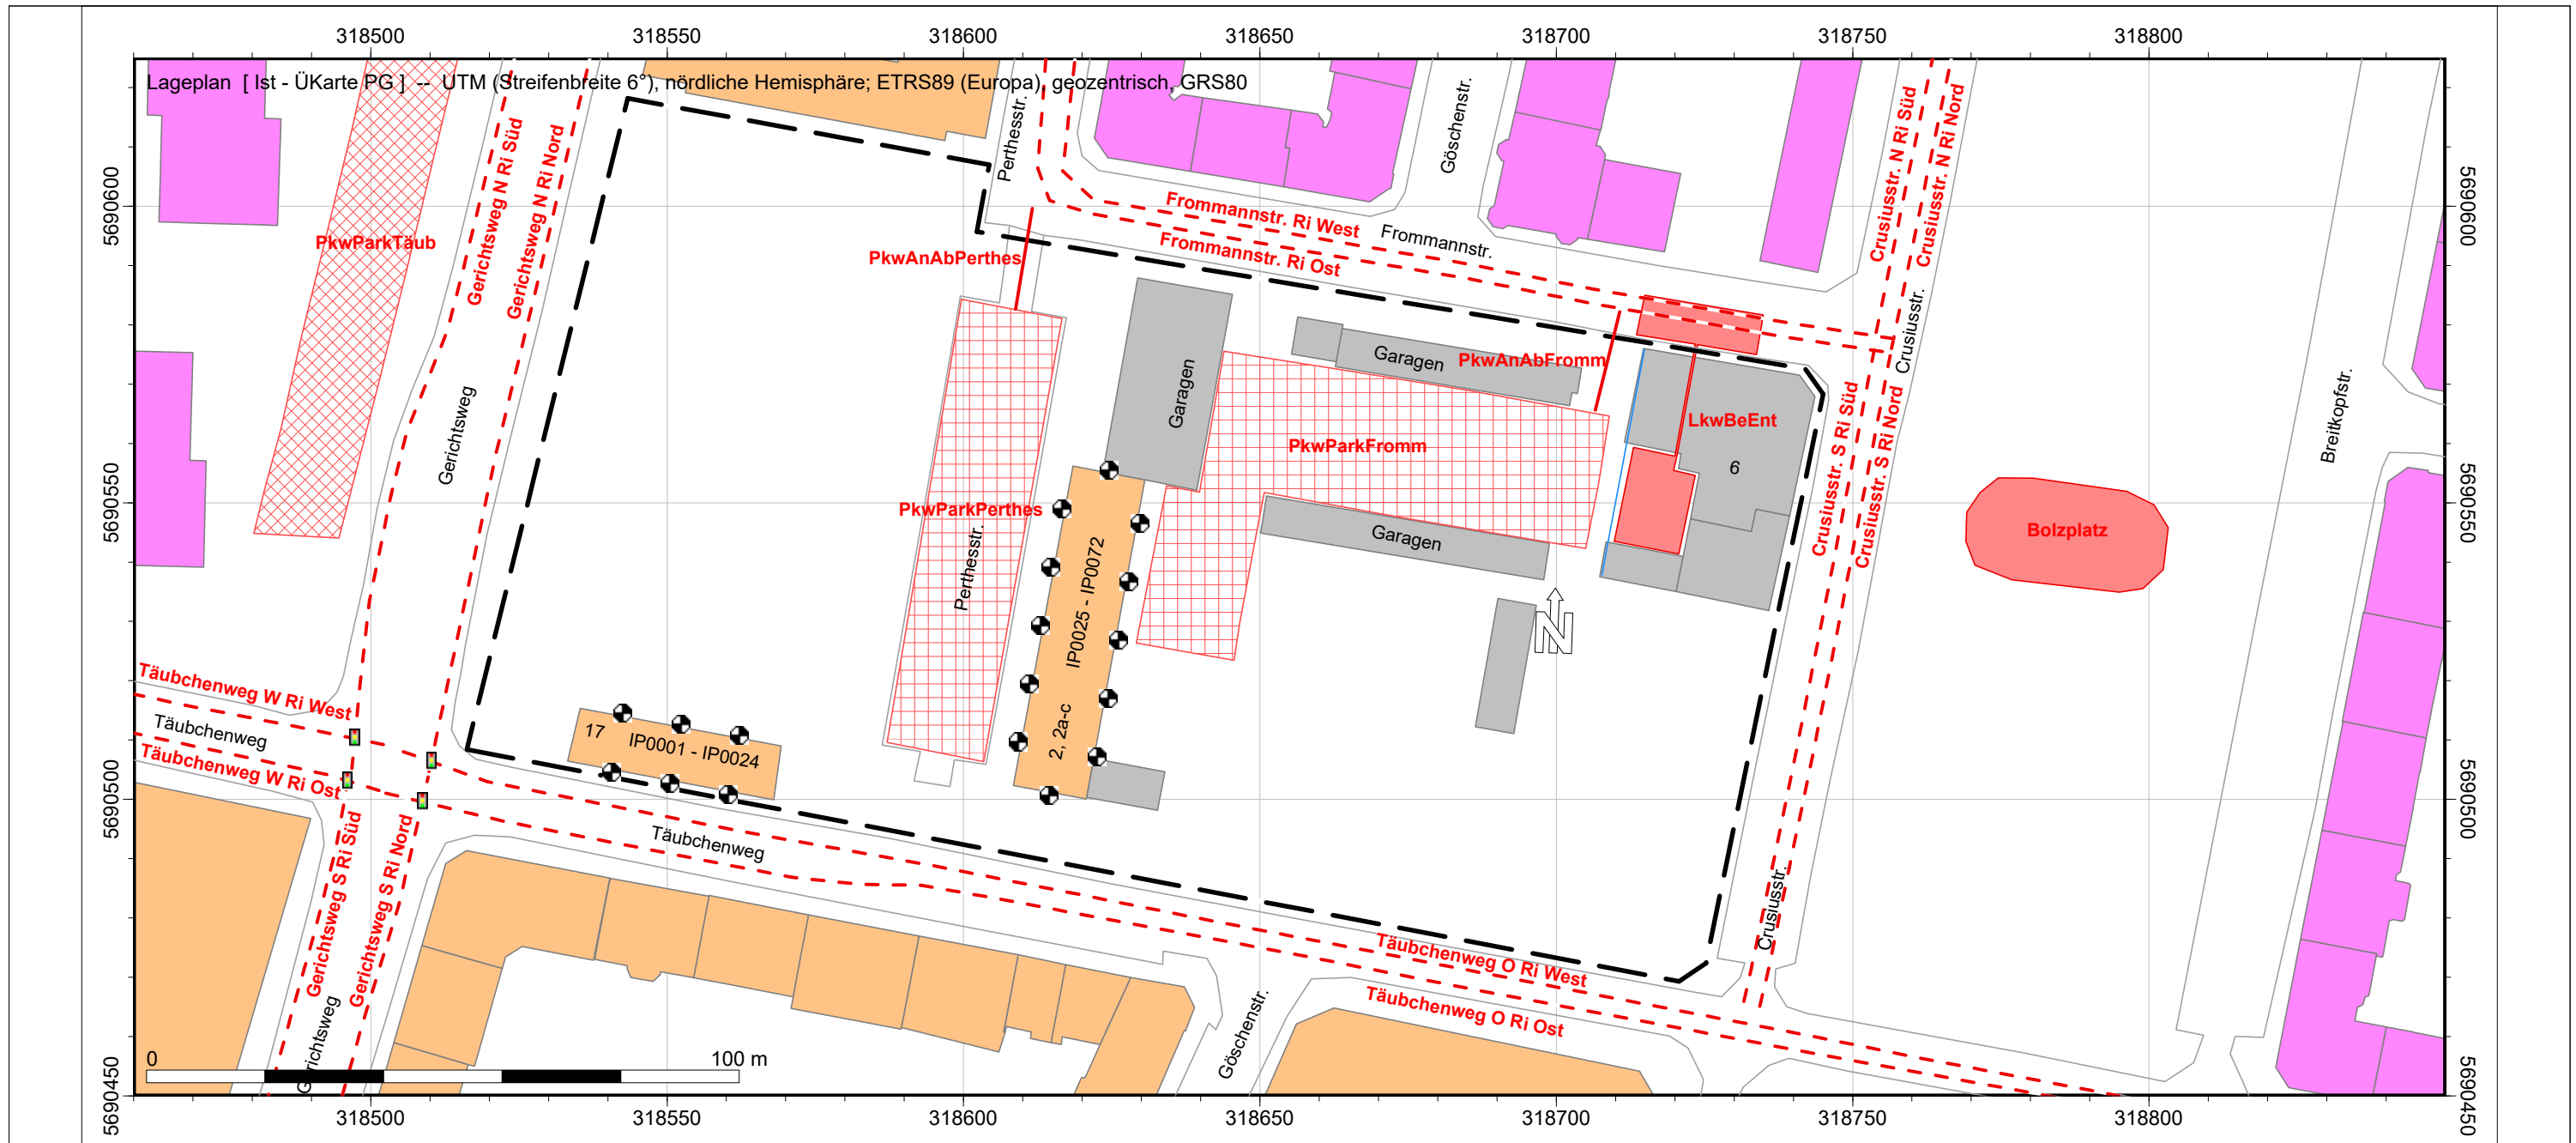 318500 318550 318600 318650 318700 318750 318800
Lageplan [ Ist - ÜKarte PG ] -- UTM (Streifenbreite 6°), nördliche Hemisphäre; ETRS89 (Europa), geozentrisch, GRS80
5690600
5690550
5690500
5690450
5690600
5690550
5690500
5690450
PkwParkTäub
Gerichtsweg N Ri Süd
Gerichtsweg N Ri Nord
Gerichtsweg
Perthesstr.
Göschenstr.
Frommannstr. Ri West
Frommannstr.
Frommannstr. Ri Ost
Crusiusstr. N Ri Süd
Crusiusstr. N Ri Nord
Crusiusstr.
PkwAnAbPerthes
Garagen
Garagen
PkwAnAbFromm
PkwParkFromm
LkwBeEnt
6
Breitkopfstr.
PkwParkPerthes
Perthesstr.
Garagen
Crusiusstr. S Ri Süd
Crusiusstr. S Ri Nord
Bolzplatz
2, 2a-c IP0025 - IP0072
N
Täubchenweg W Ri West
Täubchenweg
Täubchenweg W Ri Ost
17 IP0001 - IP0024
Gerichtsweg S Ri Süd
Gerichtsweg S Ri Nord
Gerichtsweg
Täubchenweg
Crusiusstr.
Täubchenweg O Ri West
Täubchenweg O Ri Ost
Göschenstr.
0 100 m
318500 318550 318600 318650 318700 318750 318800